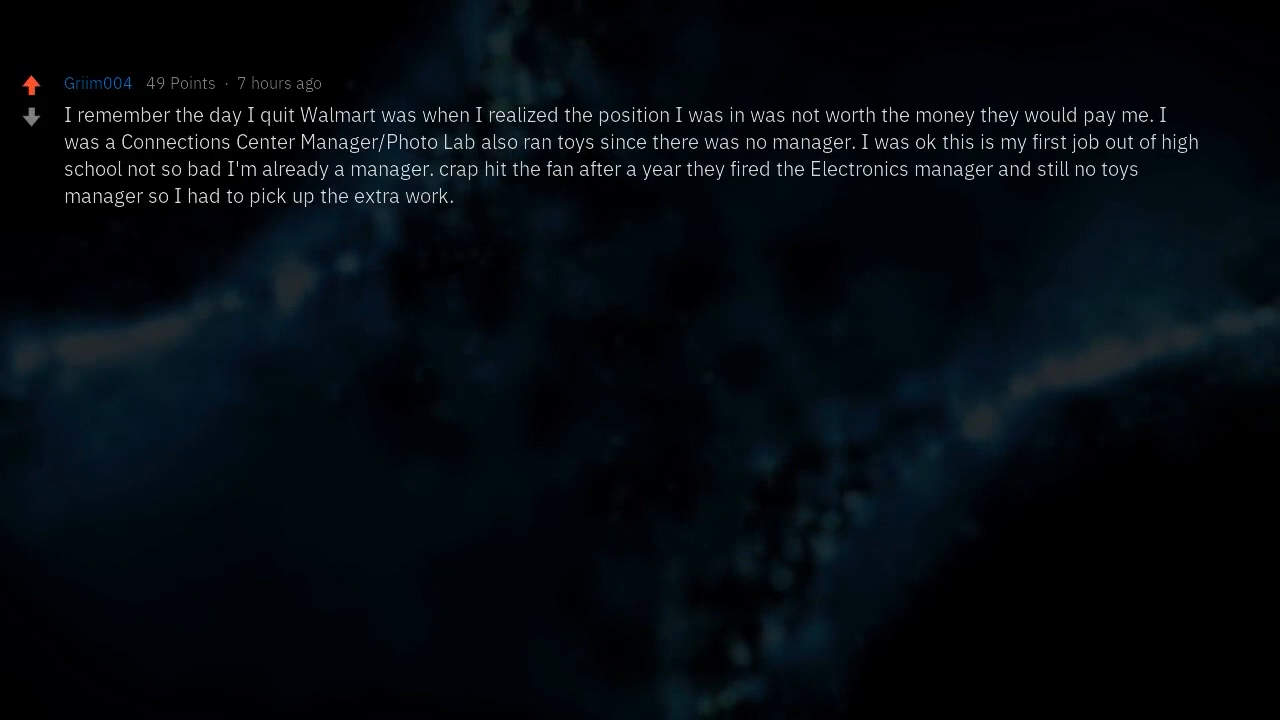 Griim004 49 Points · 7 hours ago
I remember the day I quit Walmart was when I realized the position I was in was not worth the money they would pay me. I
was a Connections Center Manager/Photo Lab also ran toys since there was no manager. I was ok this is my first job out of high
school not so bad I'm already a manager. crap hit the fan after a year they fired the Electronics manager and still no toys
manager so I had to pick up the extra work.